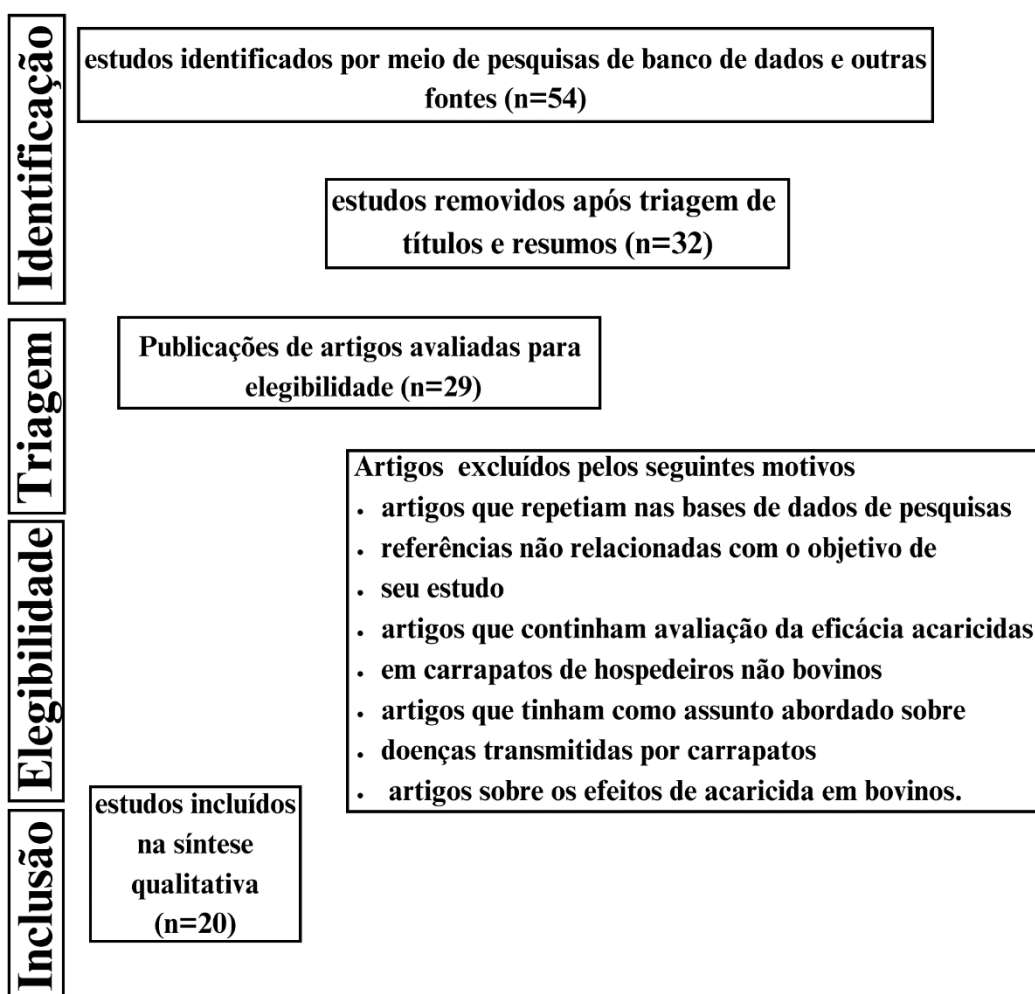 Identificação
estudos identificados por meio de pesquisas de banco de dados e outras
fontes (n=54)
estudos removidos após triagem de
títulos e resumos (n=32)
Triagem
Publicações de artigos avaliadas para
elegibilidade (n=29)
Elegibilidade
Artigos excluídos pelos seguintes motivos
• artigos que repetiam nas bases de dados de pesquisas
• referências não relacionadas com o objetivo de
• seu estudo
• artigos que continham avaliação da eficácia acaricidas
• em carrapatos de hospedeiros não bovinos
• artigos que tinham como assunto abordado sobre
• doenças transmitidas por carrapatos
• artigos sobre os efeitos de acaricida em bovinos.
Inclusão
estudos incluídos
na síntese
qualitativa
(n=20)